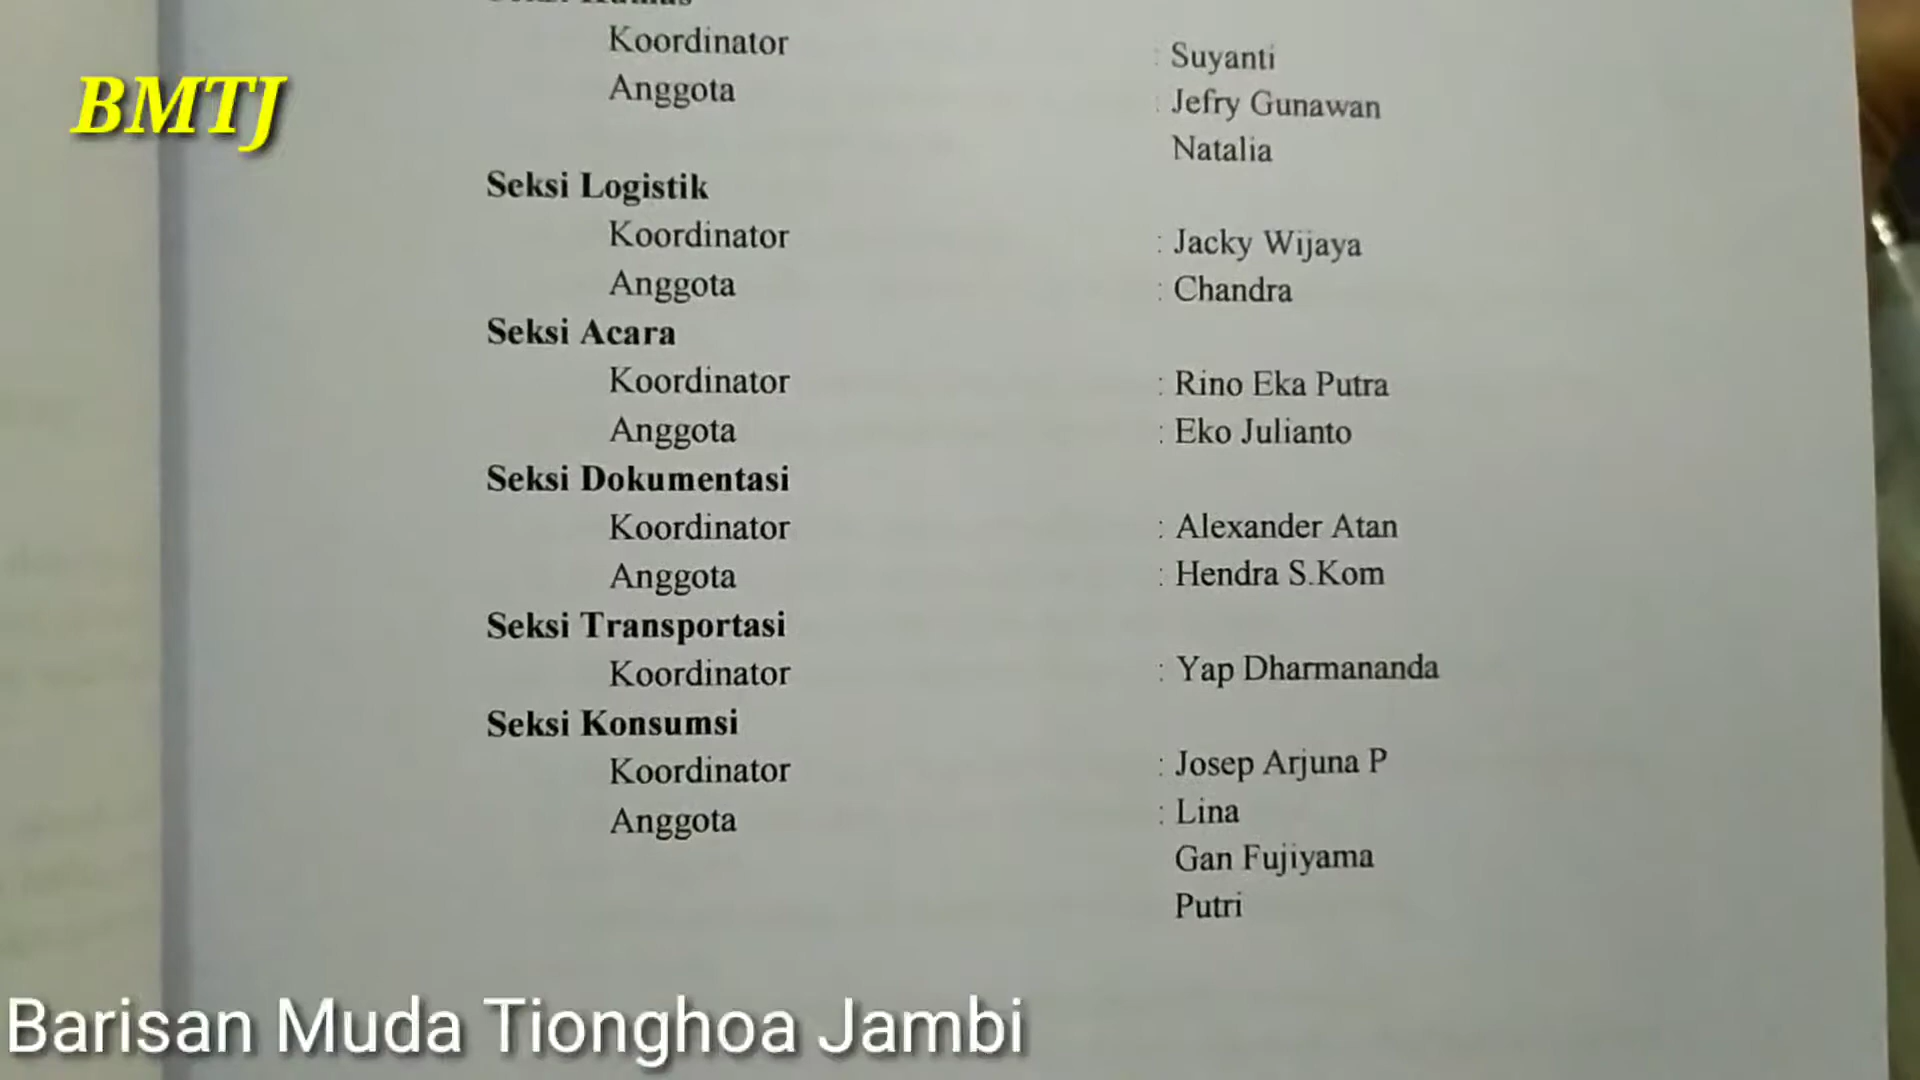 BMTJ
Koordinator : Suyanti
Anggota : Jefry Gunawan
Natalia
Seksi Logistik
Koordinator : Jacky Wijaya
Anggota : Chandra
Seksi Acara
Koordinator : Rino Eka Putra
Anggota : Eko Julianto
Seksi Dokumentasi
Koordinator : Alexander Atan
Anggota : Hendra S.Kom
Seksi Transportasi
Koordinator : Yap Dharmananda
Seksi Konsumsi
Koordinator : Josep Arjuna P
Anggota : Lina
Gan Fujiyama
Putri
Barisan Muda Tionghoa Jambi